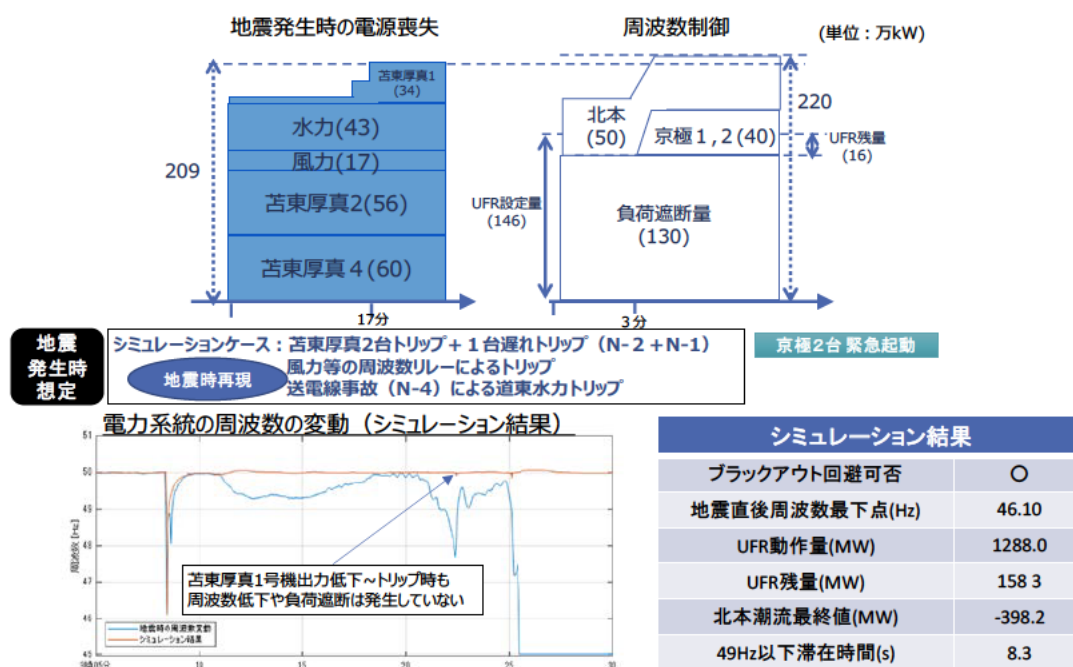 地震発生時の電源喪失
周波数制御
(単位：万kW)
苫東厚真1
(34)
水力(43)
風力(17)
苫東厚真2(56)
苫東厚真４(60)
209
17分
北本
(50)
京極１,２(40)
220
UFR残量
(16)
UFR設定量
(146)
負荷遮断量
(130)
3分
地震
発生時
想定
シミュレーションケース：苫東厚真2台トリップ＋１台遅れトリップ（N-２＋N-1）
風力等の周波数リレーによるトリップ
送電線事故（N-4）による道東水力トリップ
地震時再現
京極２台 緊急起動
電力系統の周波数の変動（シミュレーション結果）
周波数 [Hz]
51
50
49
48
47
46
45
10
15
20
25
30
苫東厚真1号機出力低下~トリップ時も
周波数低下や負荷遮断は発生していない
地震時の周波数変動
シミュレーション結果
シミュレーション結果
ブラックアウト回避可否 〇
地震直後周波数最下点(Hz) 46.10
UFR動作量(MW) 1288.0
UFR残量(MW) 158 3
北本潮流最終値(MW) -398.2
49Hz以下滞在時間(s) 8.3